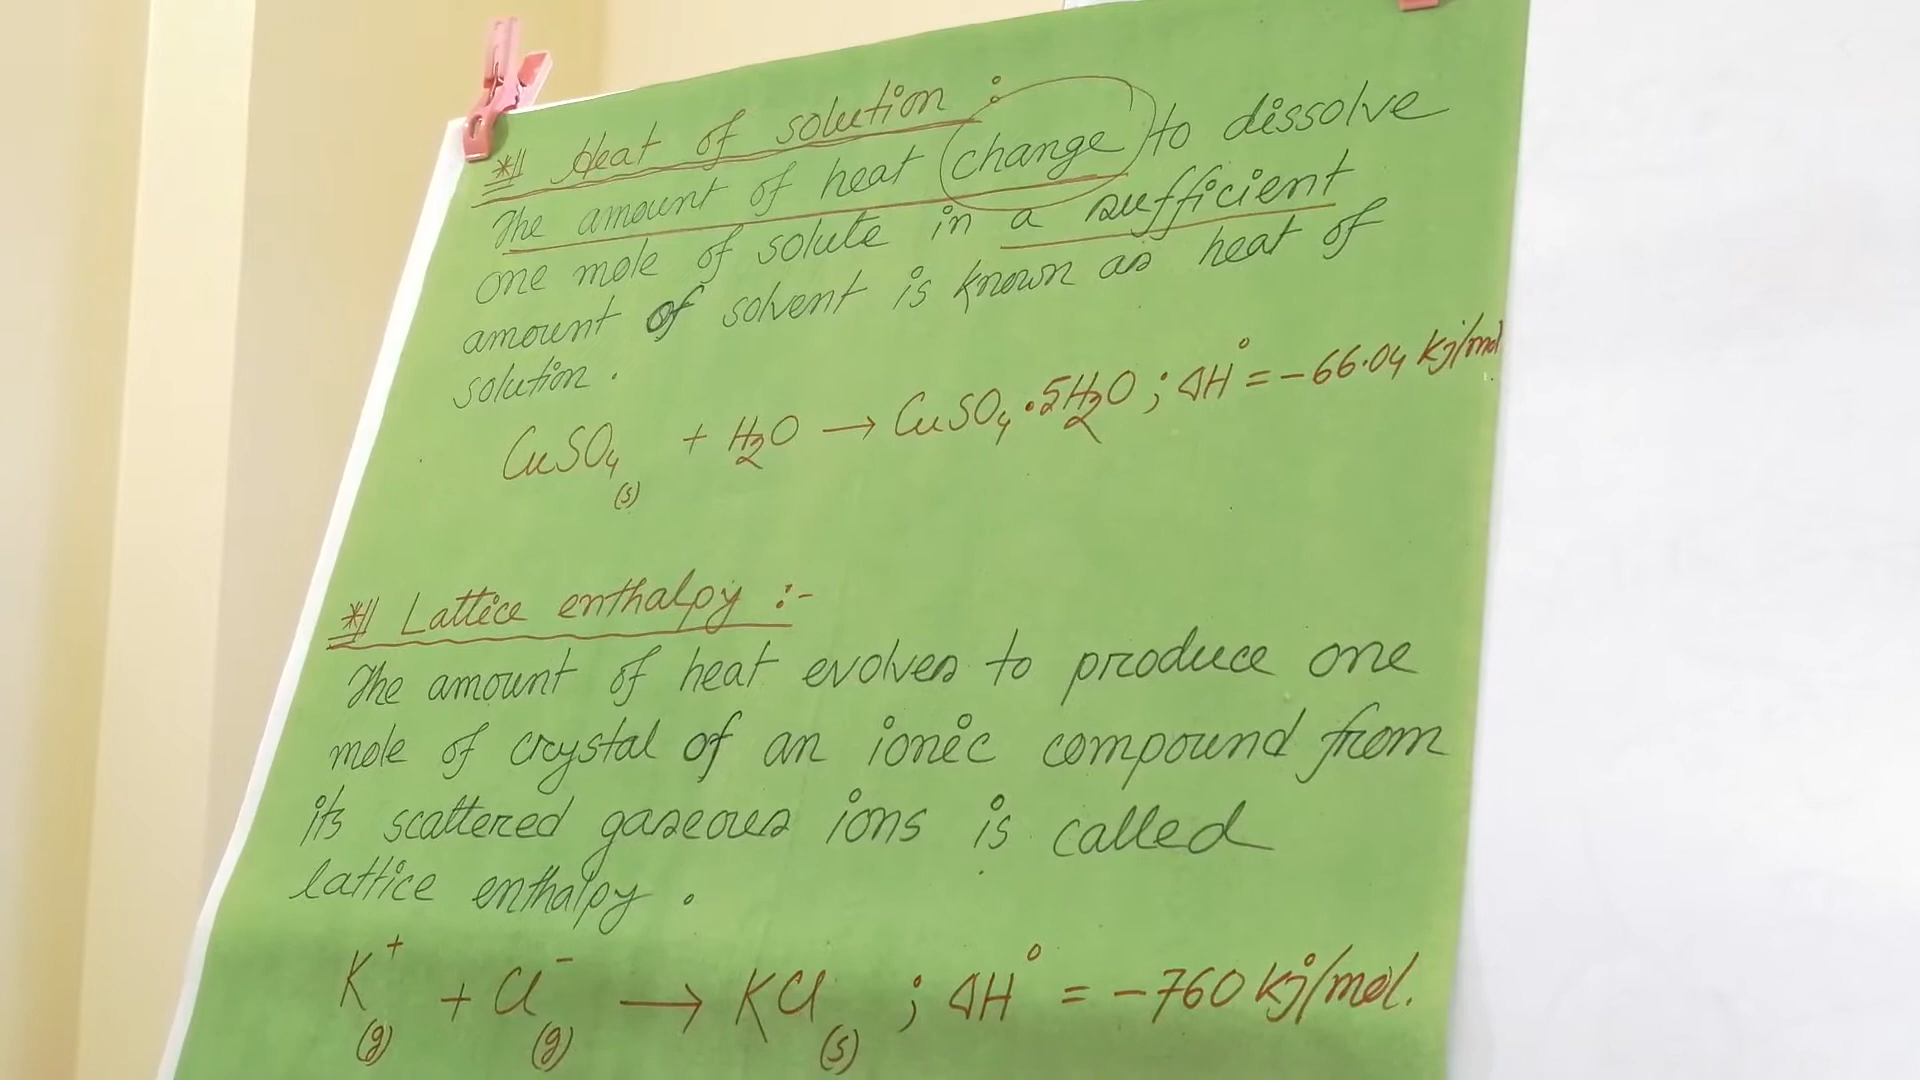 *// Heat of solution :
The amount of heat change to dissolve
one mole of solute in a sufficient
amount of solvent is known as heat of
solution.
CuSO₄(s) + H₂O → CuSO₄·5H₂O ; ΔH° = -66.04 kj/mol
*// Lattice enthalpy :-
The amount of heat evolves to produce one
mole of crystal of an ionic compound from
its scattered gaseous ions is called
lattice enthalpy.
K⁺(g) + Cl⁻(g) → KCl(s) ; ΔH° = -760 kj/mol.